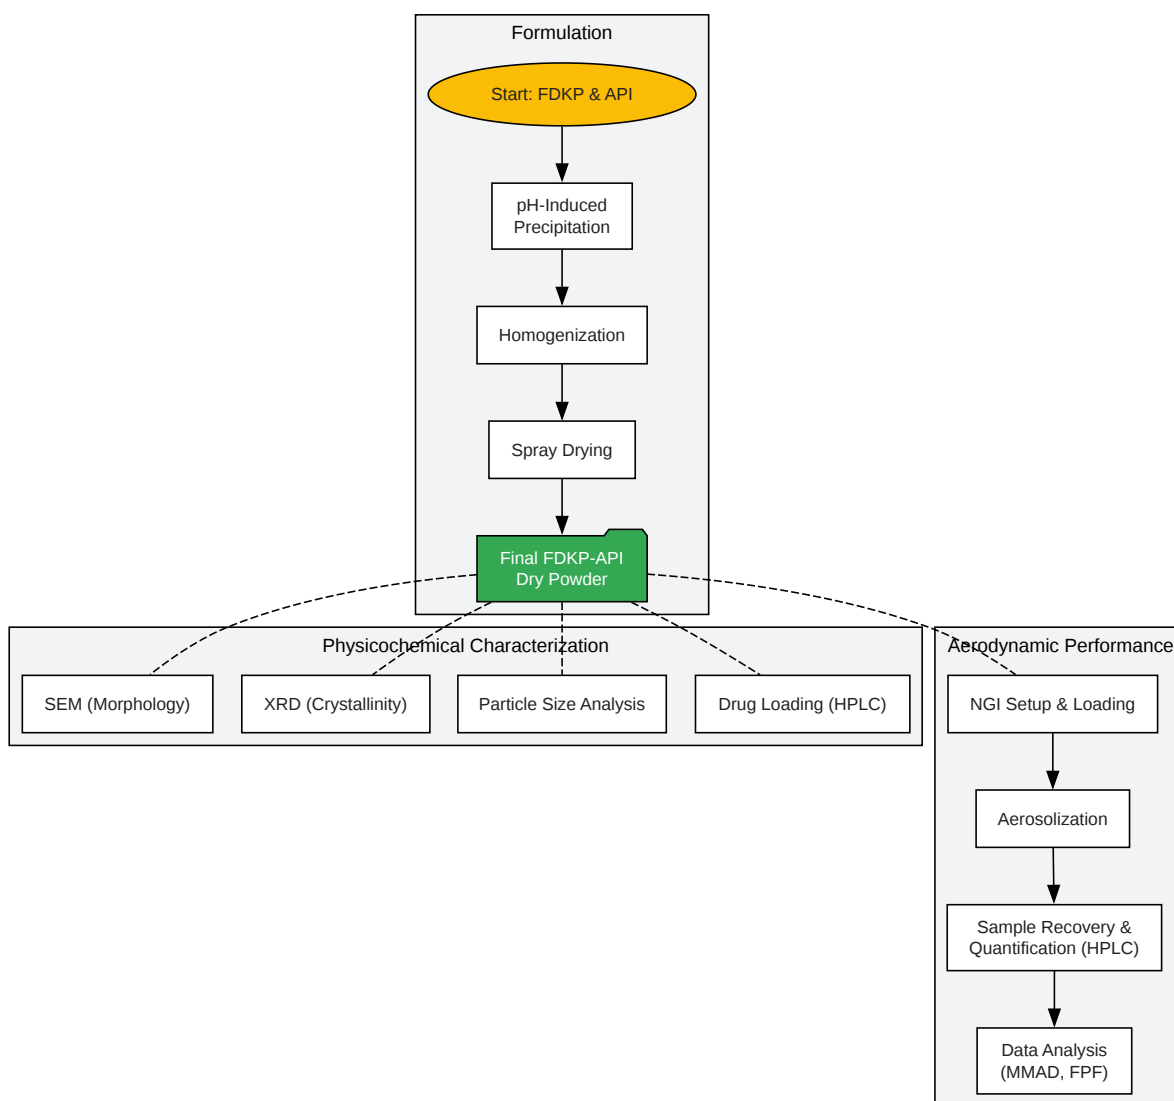 Formulation
Start: FDKP & API
pH-Induced
Precipitation
Homogenization
Spray Drying
Final FDKP-API
Dry Powder
Physicochemical Characterization
SEM (Morphology)
XRD (Crystallinity)
Particle Size Analysis
Drug Loading (HPLC)
Aerodynamic Performance
NGI Setup & Loading
Aerosolization
Sample Recovery &
Quantification (HPLC)
Data Analysis
(MMAD, FPF)